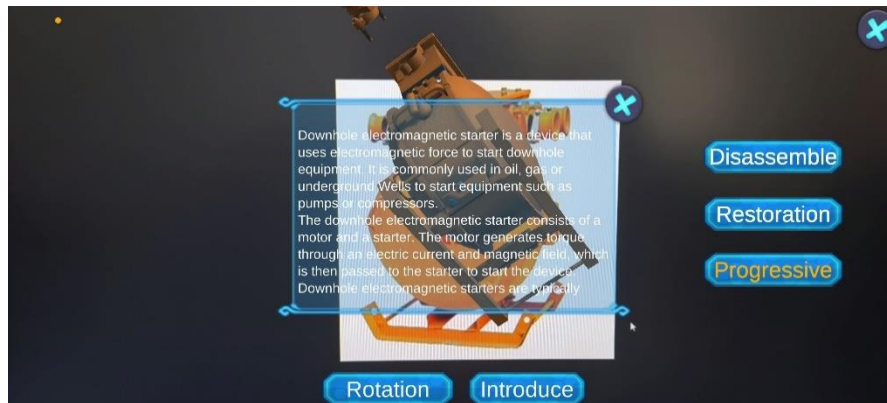 Downhole electromagnetic starter is a device that
uses electromagnetic force to start downhole
equipment. It is commonly used in oil, gas or
underground Wells to start equipment such as
pumps or compressors.
The downhole electromagnetic starter consists of a
motor and a starter. The motor generates torque
through an electric current and magnetic field, which
is then passed to the starter to start the device.
Downhole electromagnetic starters are typically
Disassemble
Restoration
Progressive
Rotation
Introduce